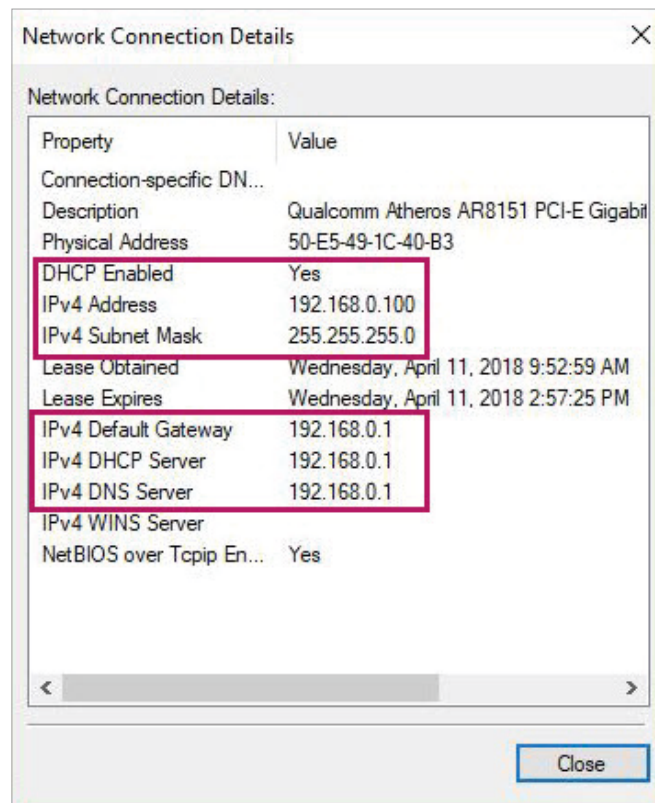 Network Connection Details
Network Connection Details:
Property Value
Connection-specific DN...
Description Qualcomm Atheros AR8151 PCI-E Gigabit
Physical Address 50-E5-49-1C-40-B3
DHCP Enabled Yes
IPv4 Address 192.168.0.100
IPv4 Subnet Mask 255.255.255.0
Lease Obtained Wednesday, April 11, 2018 9:52:59 AM
Lease Expires Wednesday, April 11, 2018 2:57:25 PM
IPv4 Default Gateway 192.168.0.1
IPv4 DHCP Server 192.168.0.1
IPv4 DNS Server 192.168.0.1
IPv4 WINS Server
NetBIOS over Tcpip En... Yes
Close